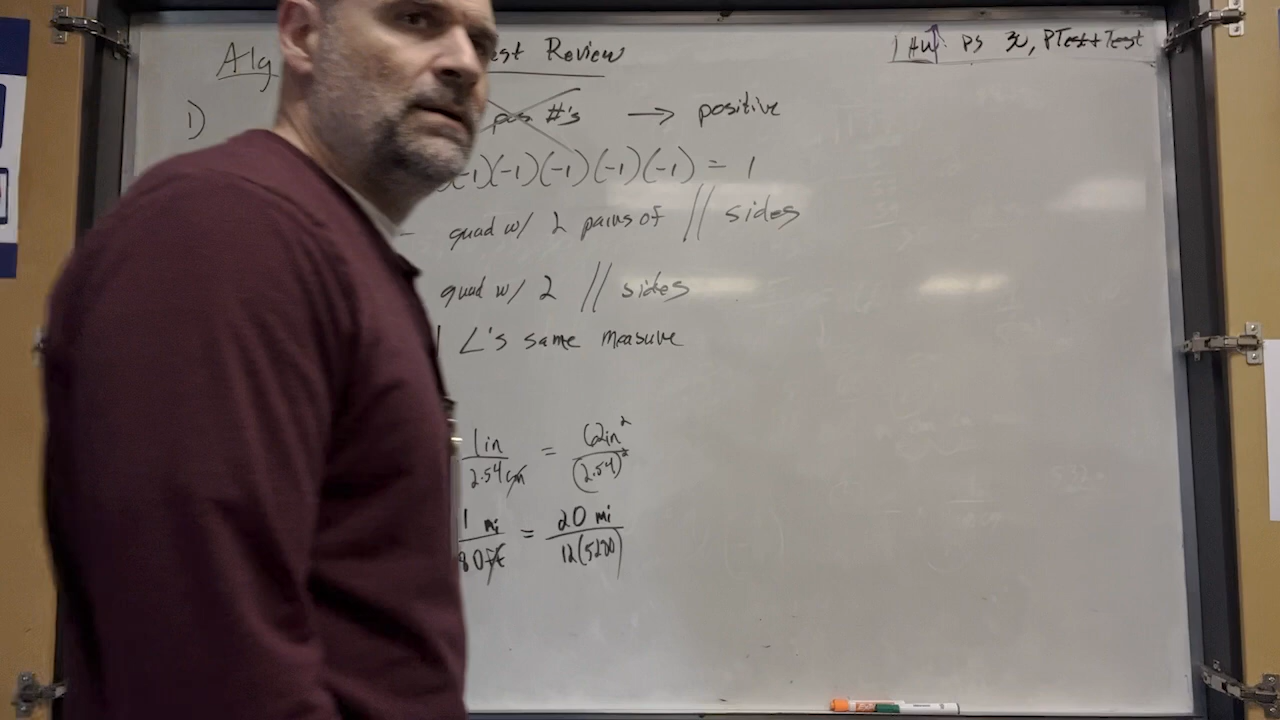 Alg est Review
HW: PS 30, PTest + Test
1) pos #'s → positive
-1)(-1)(-1)(-1)(-1) = 1
- quad w/ 2 pairs of // sides
quad w/ 2 // sides
∠'s same measure
1 in / 2.54 cm = 62 in² / (2.54)²
1 mi / 80 ft = 20 mi / 12(5280)